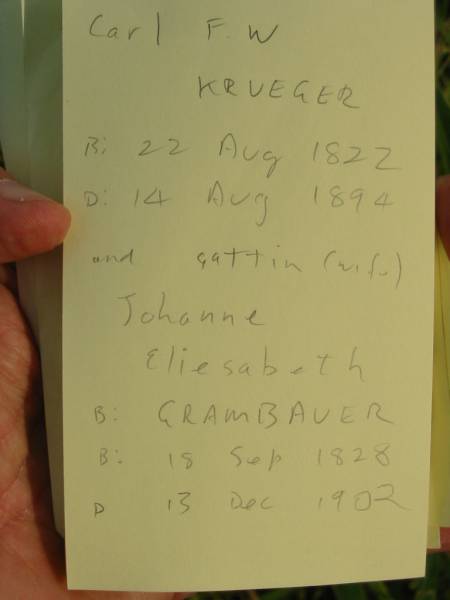 Carl F. W
KRUEGER
B: 22 Aug 1822
D: 14 Aug 1894
and gattin (wife)
Johanne
Eliesabeth
B: GRAMBAUER
B: 18 Sep 1828
D 13 Dec 1902